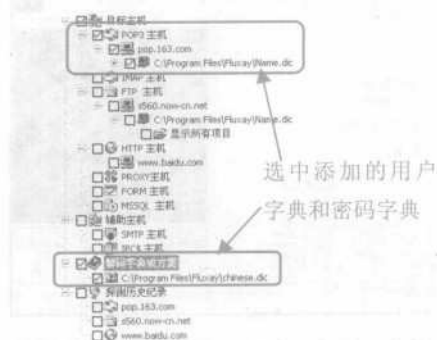 目标主机
POP3 主机
pop.163.com
C:\Program Files\Fluxay\Name.dic
IMAP 主机
FTP 主机
s560.now-cn.net
C:\Program Files\Fluxay\Name.dic
显示所有项目
HTTP 主机
www.baidu.com
PROXY主机
FORM 主机
MSSQL 主机
辅助主机
SMTP 主机
IPC$ 主机
C:\Program Files\Fluxay\chinese.dic
探测历史纪录
pop.163.com
s560.now-cn.net
www.baidu.com
选中添加的用户
字典和密码字典